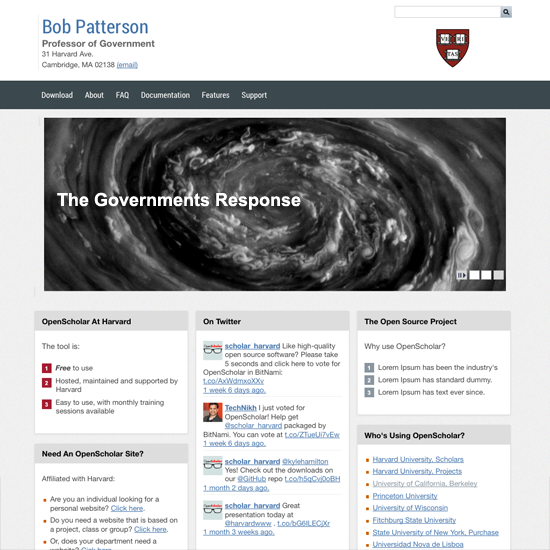 Bob Patterson
Professor of Government
31 Harvard Ave.
Cambridge, MA 02138 (email)
VE RI
TAS
Download About FAQ Documentation Features Support
The Governments Response
OpenScholar At Harvard
The tool is:
1 Free to use
2 Hosted, maintained and supported by
Harvard
3 Easy to use, with monthly training
sessions available
Need An OpenScholar Site?
Affiliated with Harvard:
Are you an individual looking for a
personal website? Click here.
Do you need a website that is based on
a project, class or group? Click here.
Or, does your department need a
website? Click here.
On Twitter
scholar_harvard Like high-quality
open source software? Please take
5 seconds and click here to vote for
OpenScholar in BitNami:
t.co/AxWdmxoXXv
1 week 6 days ago.
TechNikh I just voted for
OpenScholar! Help get
@scholar_harvard packaged by
BitNami. You can vote at t.co/ZTueUi7vEw
1 week 6 days ago.
scholar_harvard @kylehamilton
Yes! Check out the downloads on
our @GitHub repo t.co/h5qCvj0oBH
1 month 2 days ago.
scholar_harvard Great
presentation today at
@harvardwww . t.co/bG6lLECjXr
1 month 3 weeks ago.
The Open Source Project
Why use OpenScholar?
1 Lorem Ipsum has been the industry's
2 Lorem Ipsum has standard dummy.
3 Lorem Ipsum has text ever since.
Who's Using OpenScholar?
Harvard University, Scholars
Harvard University, Projects
University of California, Berkeley
Princeton University
University of Wisconsin
Fitchburg State University
State University of New York, Purchase
Universidad Nova de Lisboa